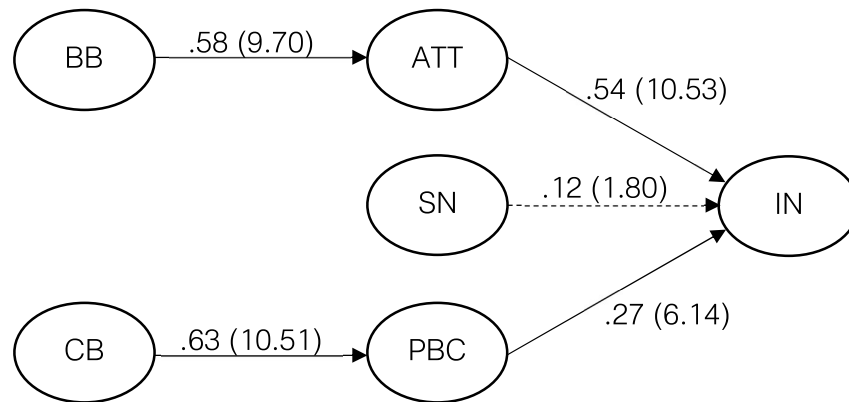 BB
.58 (9.70)
ATT
.54 (10.53)
SN
.12 (1.80)
IN
CB
.63 (10.51)
PBC
.27 (6.14)